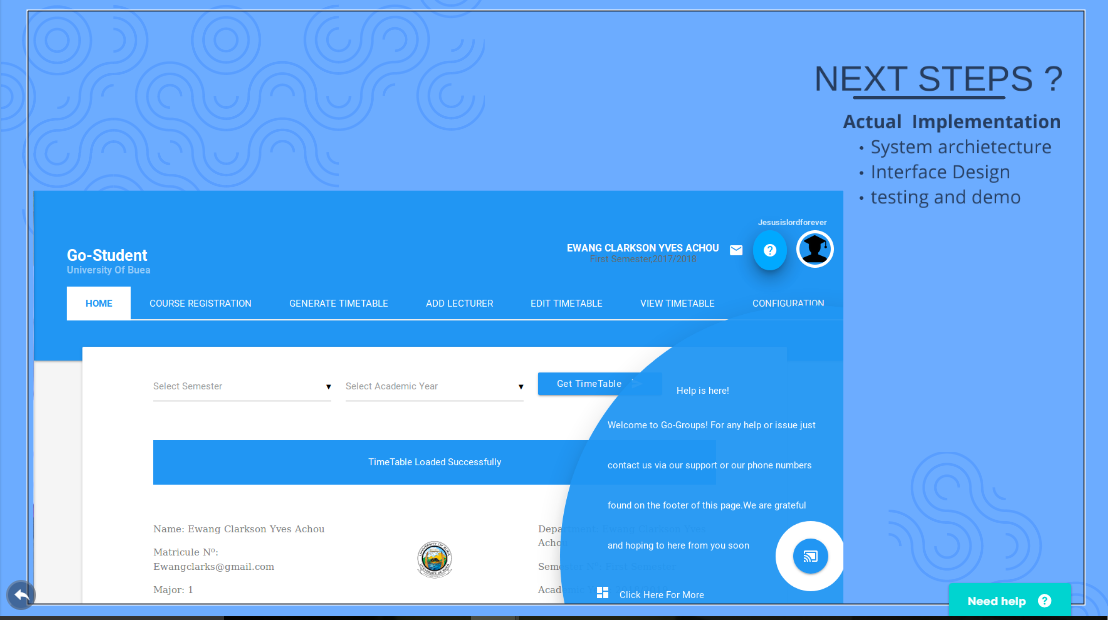 NEXT STEPS ?
Actual Implementation
• System archietecture
• Interface Design
• testing and demo
Jesusislordforever
Go-Student
University Of Buea
EWANG CLARKSON YVES ACHOU
First Semester,2017/2018
HOME COURSE REGISTRATION GENERATE TIMETABLE ADD LECTURER EDIT TIMETABLE VIEW TIMETABLE CONFIGURATION
Select Semester Select Academic Year Get TimeTable
Help is here!
Welcome to Go-Groups! For any help or issue just
contact us via our support or our phone numbers
found on the footer of this page.We are grateful
and hoping to here from you soon
Click Here For More
TimeTable Loaded Successfully
Name: Ewang Clarkson Yves Achou
Matricule Nº:
Ewangclarks@gmail.com
Major: 1
Need help